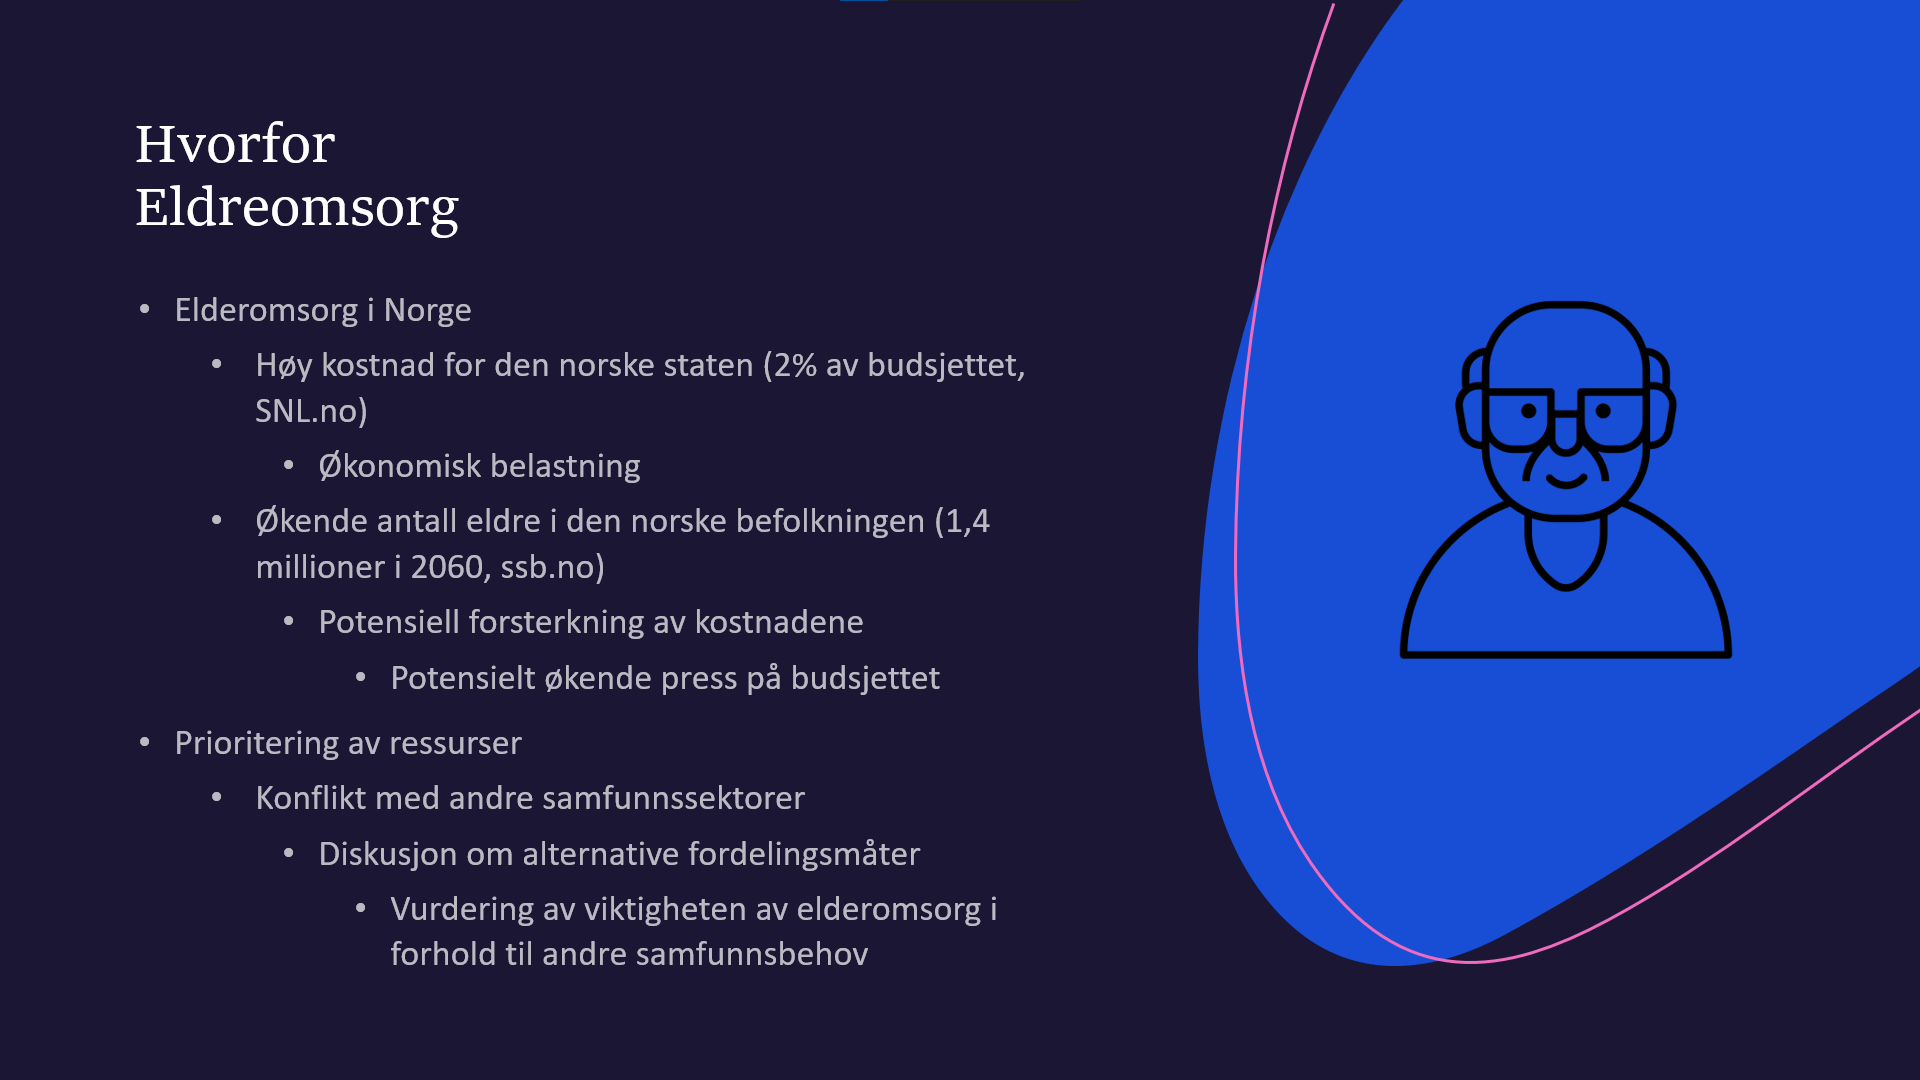 Hvorfor
Eldreomsorg
• Elderomsorg i Norge
• Høy kostnad for den norske staten (2% av budsjettet,
SNL.no)
• Økonomisk belastning
• Økende antall eldre i den norske befolkningen (1,4
millioner i 2060, ssb.no)
• Potensiell forsterkning av kostnadene
• Potensielt økende press på budsjettet
• Prioritering av ressurser
• Konflikt med andre samfunnssektorer
• Diskusjon om alternative fordelingsmåter
• Vurdering av viktigheten av elderomsorg i
forhold til andre samfunnsbehov